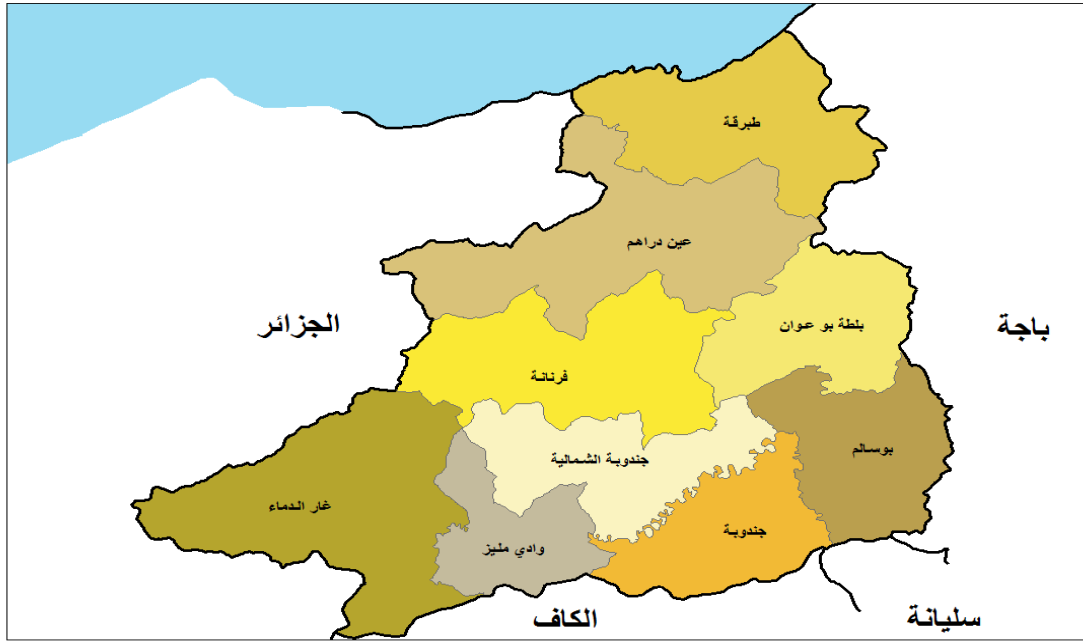 طبرقة
عين دراهم
الجزائر
بلطة بو عوان
باجة
فرنانة
بوسالم
جندوبة الشمالية
غار الدماء
جندوبة
وادي مليز
الكاف
سليانة